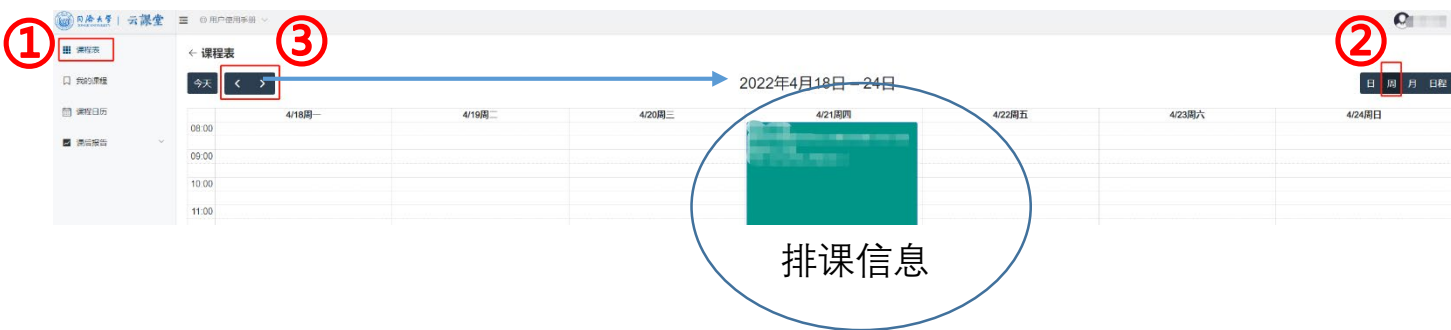 ①
同济大学 | 云課堂
用户使用手册
课程表
我的课程
课程日历
课后报告
← 课程表
③
②
今天 < >
2022年4月18日 – 24日
日 周 月 日程
4/18周一 4/19周二 4/20周三 4/21周四 4/22周五 4/23周六 4/24周日
08:00
09:00
10:00
11:00
排课信息